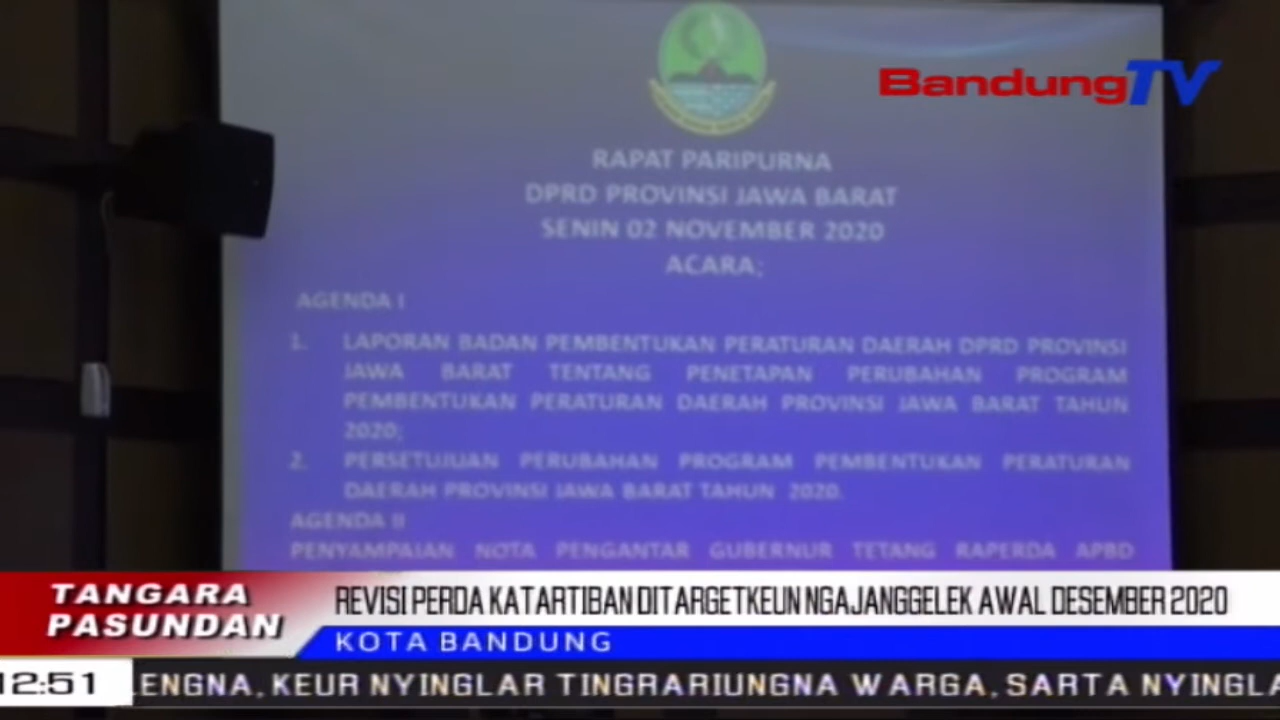 BandungTV
RAPAT PARIPURNA
DPRD PROVINSI JAWA BARAT
SENIN 02 NOVEMBER 2020
ACARA;
AGENDA I
1. LAPORAN BADAN PEMBENTUKAN PERATURAN DAERAH DPRD PROVINSI
JAWA BARAT TENTANG PENETAPAN PERUBAHAN PROGRAM
PEMBENTUKAN PERATURAN DAERAH PROVINSI JAWA BARAT TAHUN
2020;
2. PERSETUJUAN PERUBAHAN PROGRAM PEMBENTUKAN PERATURAN
DAERAH PROVINSI JAWA BARAT TAHUN 2020.
AGENDA II
PENYAMPAIAN NOTA PENGANTAR GUBERNUR TETANG RAPERDA APBD
TANGARA
PASUNDAN
REVISI PERDA KATARTIBAN DITARGETKEUN NGAJANGGELEK AWAL DESEMBER 2020
KOTA BANDUNG
12:51
LENGNA, KEUR NYINGLAR TINGRARIUNGNA WARGA, SARTA NYINGLA